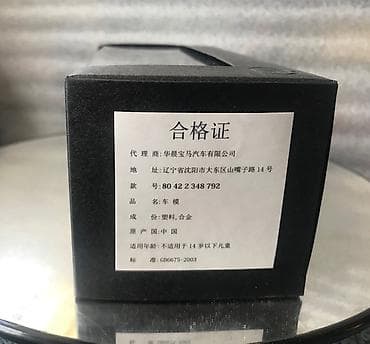 合格证
代 理 商:华晨宝马汽车有限公司
地 址:辽宁省沈阳市大东区山嘴子路 14 号
款 号:80 42 2 348 792
品 名:车 模
成 份:塑料,合金
原 产 国:中 国
适用年龄:不适用于 14 岁以下儿童
标 准:GB6675-2003